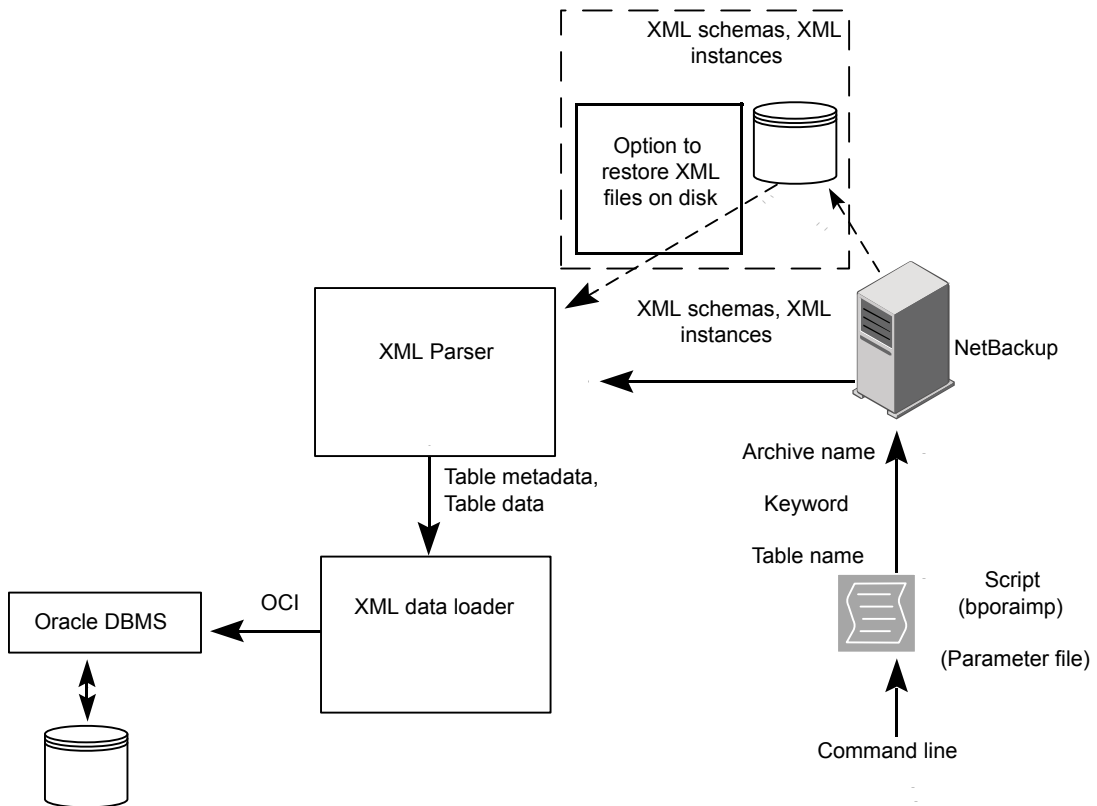 XML schemas, XML
instances
Option to
restore XML
files on disk
XML schemas, XML
instances
XML Parser
NetBackup
Archive name
Table metadata,
Table data
Keyword
Table name
Script
(bporaimp)
OCI
XML data loader
Oracle DBMS
(Parameter file)
Command line